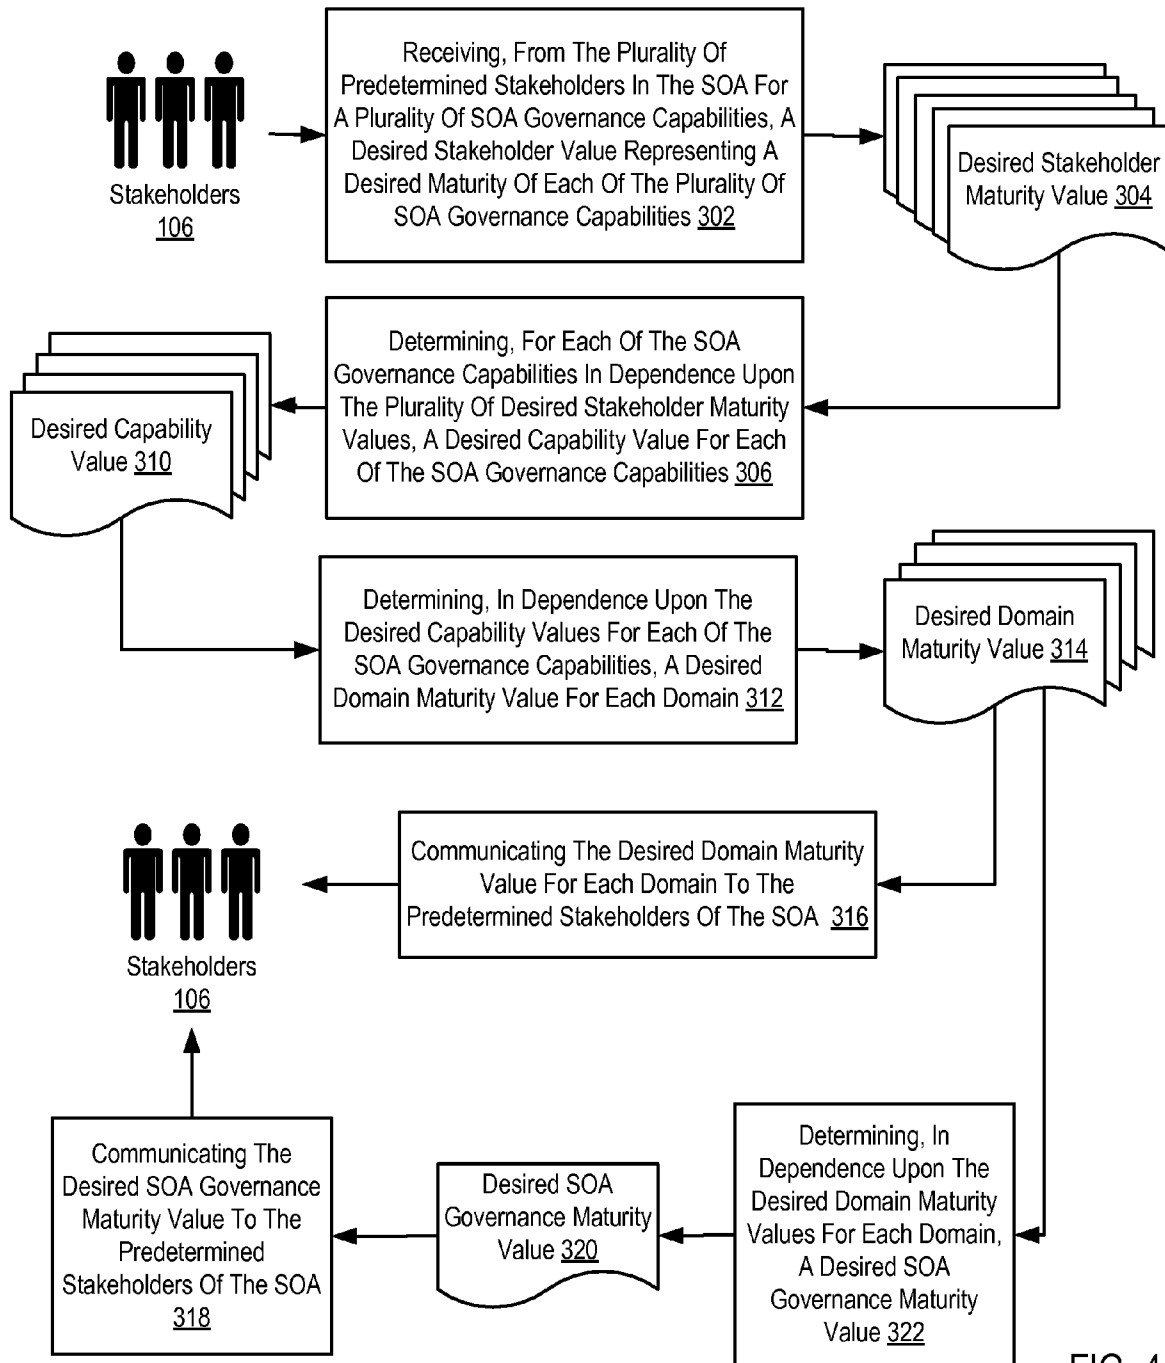 Stakeholders
106
Receiving, From The Plurality Of
Predetermined Stakeholders In The SOA For
A Plurality Of SOA Governance Capabilities, A
Desired Stakeholder Value Representing A
Desired Maturity Of Each Of The Plurality Of
SOA Governance Capabilities 302
Desired Stakeholder
Maturity Value 304
Determining, For Each Of The SOA
Governance Capabilities In Dependence Upon
The Plurality Of Desired Stakeholder Maturity
Values, A Desired Capability Value For Each
Of The SOA Governance Capabilities 306
Desired Capability
Value 310
Determining, In Dependence Upon The
Desired Capability Values For Each Of The
SOA Governance Capabilities, A Desired
Domain Maturity Value For Each Domain 312
Desired Domain
Maturity Value 314
Communicating The Desired Domain Maturity
Value For Each Domain To The
Predetermined Stakeholders Of The SOA 316
Stakeholders
106
Determining, In
Dependence Upon The
Desired Domain Maturity
Values For Each Domain,
A Desired SOA
Governance Maturity
Value 322
Desired SOA
Governance Maturity
Value 320
Communicating The
Desired SOA Governance
Maturity Value To The
Predetermined
Stakeholders Of The SOA
318
FIG. 4